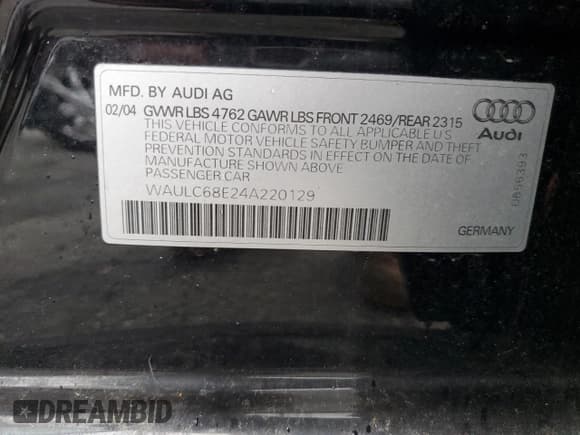 MFD. BY AUDI AG
02/04 GVWR LBS 4762 GAWR LBS FRONT 2469/REAR 2315
THIS VEHICLE CONFORMS TO ALL APPLICABLE U.S
FEDERAL MOTOR VEHICLE SAFETY BUMPER AND THEFT
PREVENTION STANDARDS IN EFFECT ON THE DATE OF
MANUFACTURE SHOWN ABOVE
PASSENGER CAR
WAULC68E24A220129
Audi
GERMANY
DREAMBID